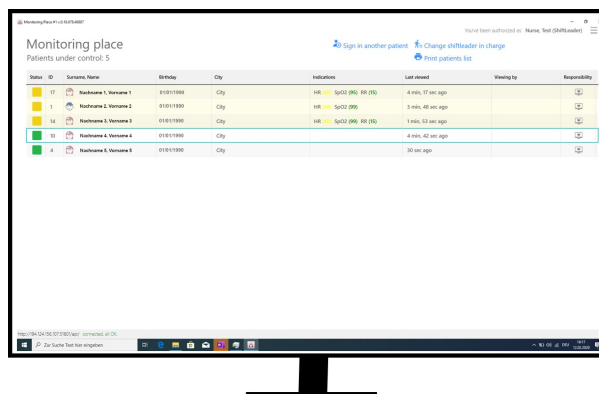 Monitoring Place
You've been authorized as: Nurse, Test (ShiftLeader)
Monitoring place
Sign in another patient
Change shiftleader in charge
Patients under control: 5
Print patients list
Status ID Surname, Name Birthday City Indications Last viewed Viewing by Responsibility
17 Nachname 1, Vorname 1 01/01/1990 City HR SpO2 (95) RR (15) 4 min, 17 sec ago
1 Nachname 2, Vorname 2 01/01/1990 City HR SpO2 (99) 3 min, 48 sec ago
14 Nachname 3, Vorname 3 01/01/1990 City HR SpO2 (99) RR (15) 1 min, 53 sec ago
10 Nachname 4, Vorname 4 01/01/1990 City 4 min, 42 sec ago
4 Nachname 5, Vorname 5 01/01/1990 City 30 sec ago
connected, all OK.
Zur Suche Text hier eingeben
DEU